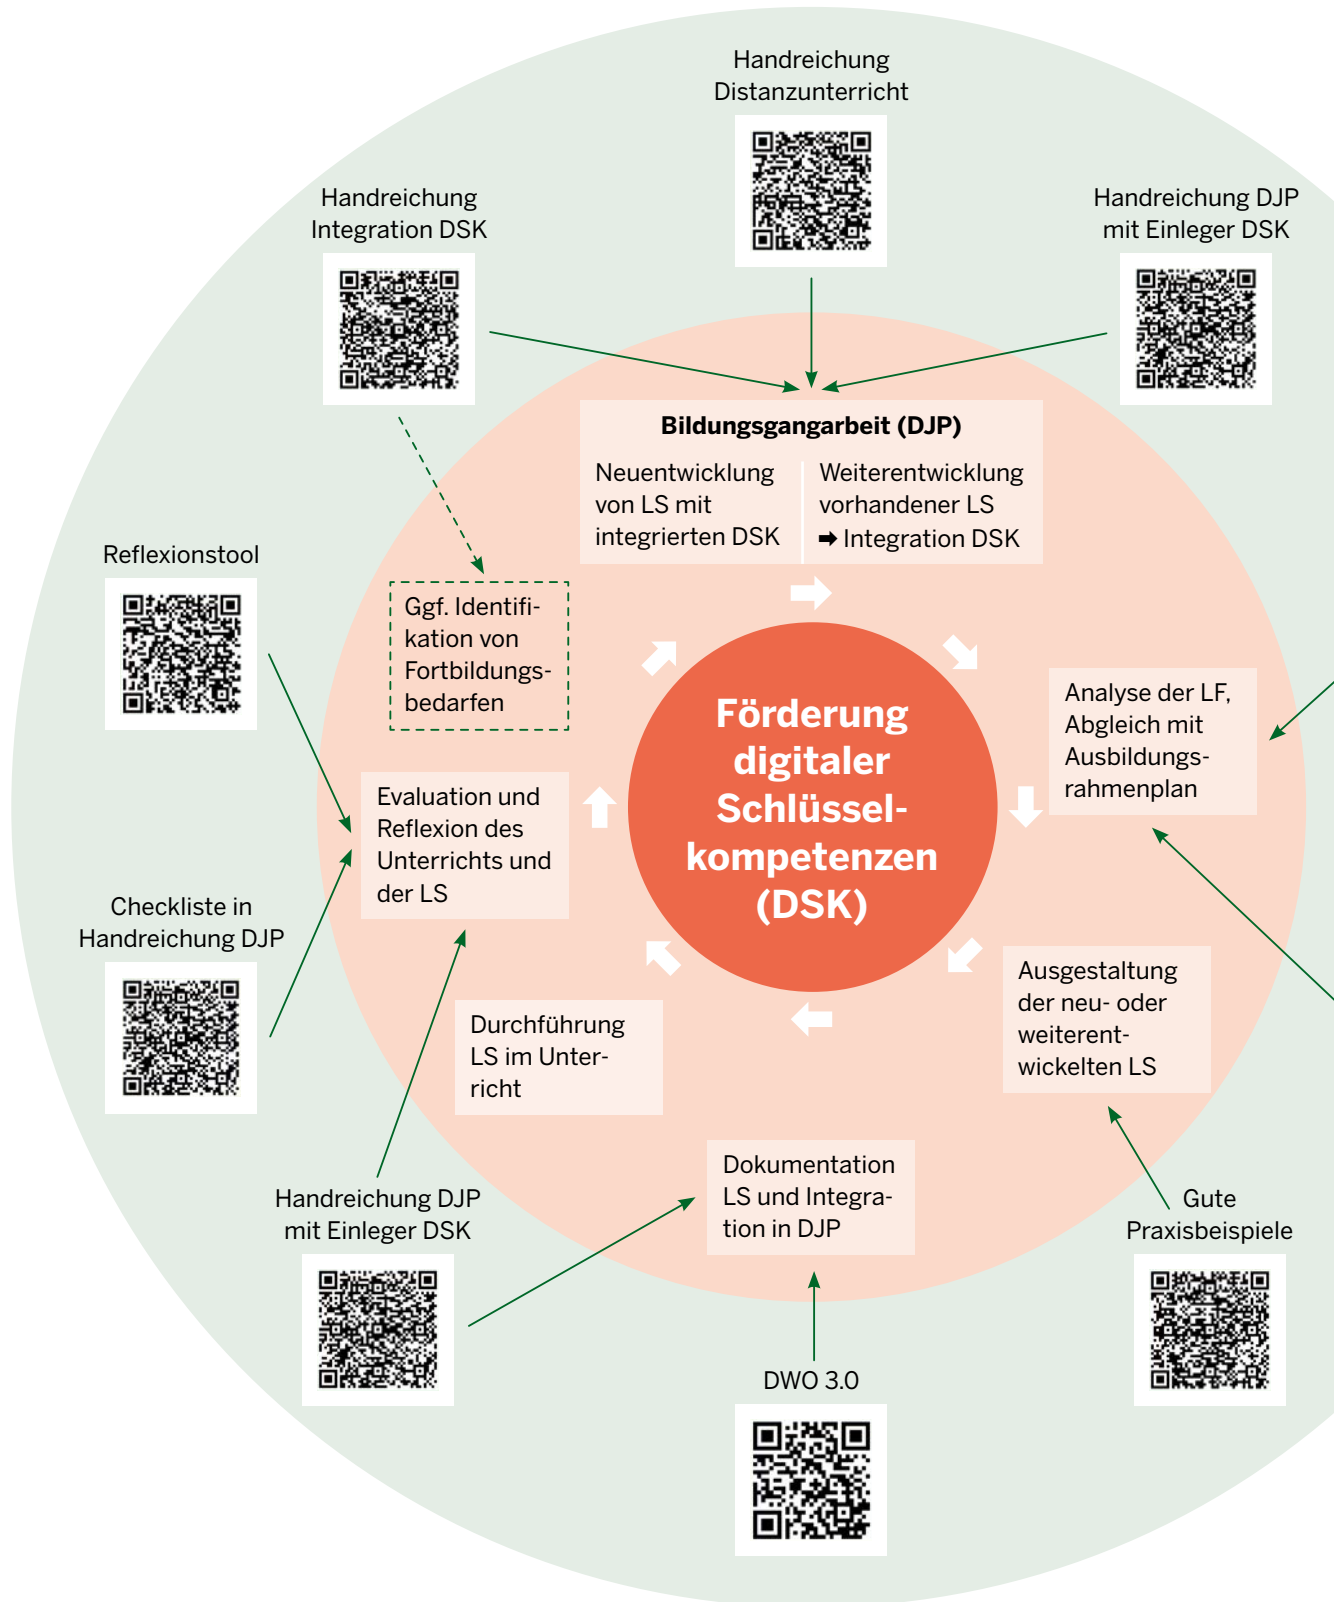 Handreichung
Distanzunterricht
Handreichung
Integration DSK
Handreichung DJP
mit Einleger DSK
Bildungsgangarbeit (DJP)
Neuentwicklung
von LS mit
integrierten DSK
Weiterentwicklung
vorhandener LS
➡ Integration DSK
Reflexionstool
Ggf. Identifi-
kation von
Fortbildungs-
bedarfen
Förderung
digitaler
Schlüssel-
kompetenzen
(DSK)
Analyse der LF,
Abgleich mit
Ausbildungs-
rahmenplan
Evaluation und
Reflexion des
Unterrichts und
der LS
Checkliste in
Handreichung DJP
Ausgestaltung
der neu- oder
weiterent-
wickelten LS
Durchführung
LS im Unter-
richt
Dokumentation
LS und Integra-
tion in DJP
Handreichung DJP
mit Einleger DSK
Gute
Praxisbeispiele
DWO 3.0